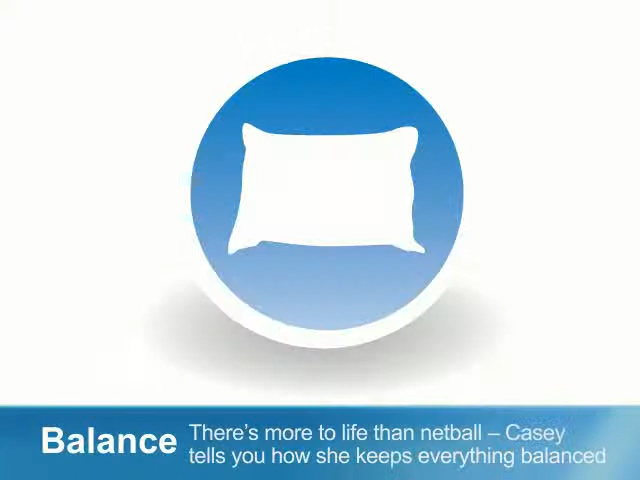 Balance
There’s more to life than netball – Casey
tells you how she keeps everything balanced